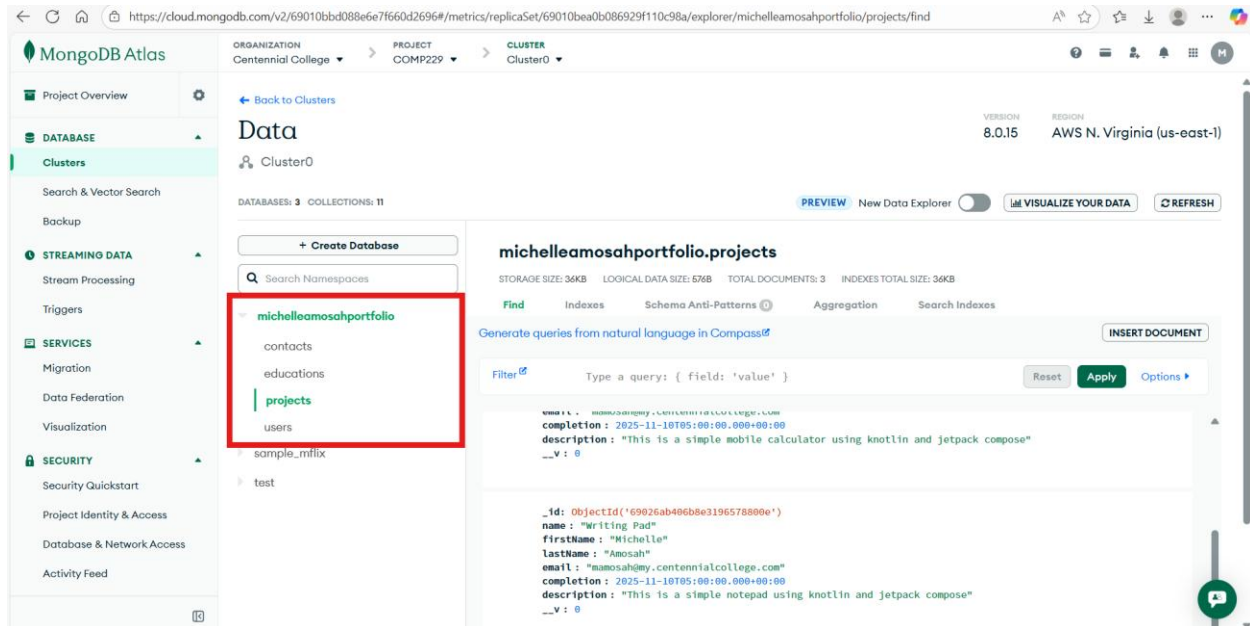 https://cloud.mongodb.com/v2/69010bbd088e6e7f660d2696#/metrics/replicaSet/69010bea0b086929f110c98a/explorer/michelleamosahportfolio/projects/find
MongoDB Atlas
ORGANIZATION
Centennial College
PROJECT
COMP229
CLUSTER
Cluster0
M
Project Overview
DATABASE
Clusters
Search & Vector Search
Backup
STREAMING DATA
Stream Processing
Triggers
SERVICES
Migration
Data Federation
Visualization
SECURITY
Security Quickstart
Project Identity & Access
Database & Network Access
Activity Feed
Back to Clusters
Data
Cluster0
VERSION
8.0.15
REGION
AWS N. Virginia (us-east-1)
DATABASES: 3 COLLECTIONS: 11
PREVIEW New Data Explorer
VISUALIZE YOUR DATA
REFRESH
+ Create Database
Search Namespaces
michelleamosahportfolio
contacts
educations
projects
users
sample_mflix
test
michelleamosahportfolio.projects
STORAGE SIZE: 36KB LOGICAL DATA SIZE: 576B TOTAL DOCUMENTS: 3 INDEXES TOTAL SIZE: 36KB
Find Indexes Schema Anti-Patterns 0 Aggregation Search Indexes
Generate queries from natural language in Compass
INSERT DOCUMENT
Filter Type a query: { field: 'value' } Reset Apply Options
email : "mamosah@my.centennialcollege.com"
completion : 2025-11-10T05:00:00.000+00:00
description : "This is a simple mobile calculator using knotlin and jetpack compose"
__v : 0
_id: ObjectId('69026ab406b8e3196578800e')
name : "Writing Pad"
firstName : "Michelle"
lastName : "Amosah"
email : "mamosah@my.centennialcollege.com"
completion : 2025-11-10T05:00:00.000+00:00
description : "This is a simple notepad using knotlin and jetpack compose"
__v : 0